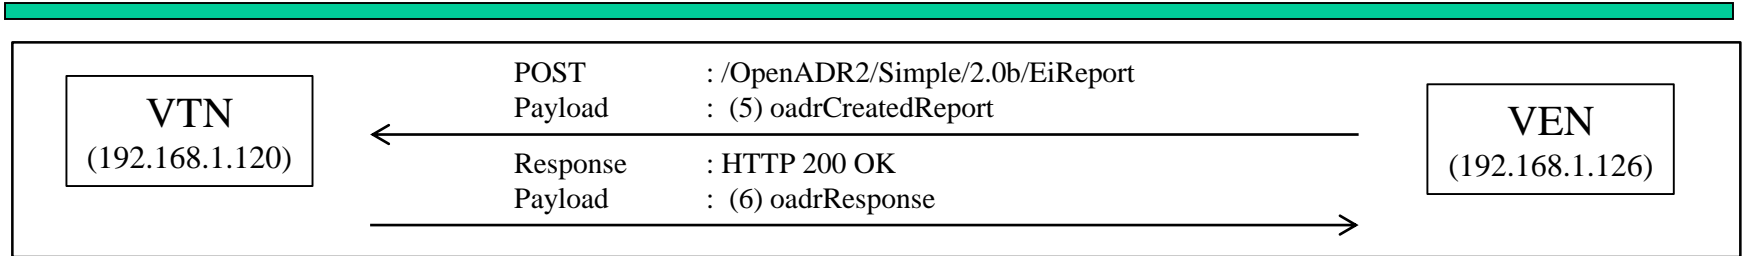 VTN
(192.168.1.120)
POST : /OpenADR2/Simple/2.0b/EiReport
Payload : (5) oadrCreatedReport
Response : HTTP 200 OK
Payload : (6) oadrResponse
VEN
(192.168.1.126)